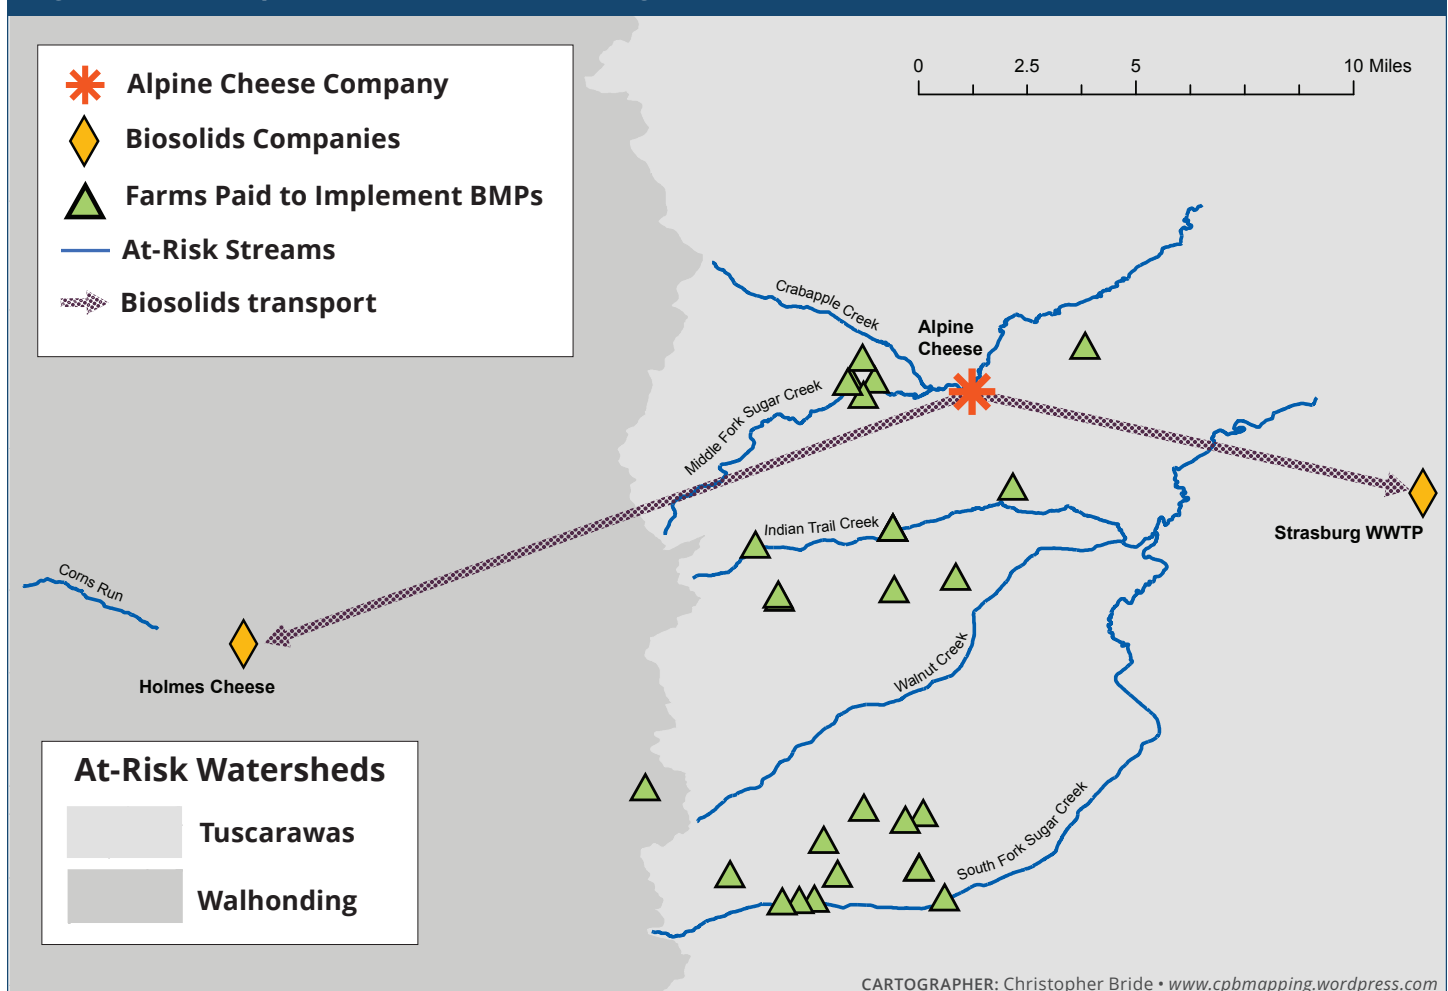 Alpine Cheese Company
Biosolids Companies
Farms Paid to Implement BMPs
At-Risk Streams
Biosolids transport
0 2.5 5 10 Miles
Crabapple Creek
Alpine
Cheese
Middle Fork Sugar Creek
Indian Trail Creek
Strasburg WWTP
Corns Run
Holmes Cheese
Walnut Creek
At-Risk Watersheds
Tuscarawas
Walhonding
South Fork Sugar Creek
CARTOGRAPHER: Christopher Bride • www.cpbmapping.wordpress.com